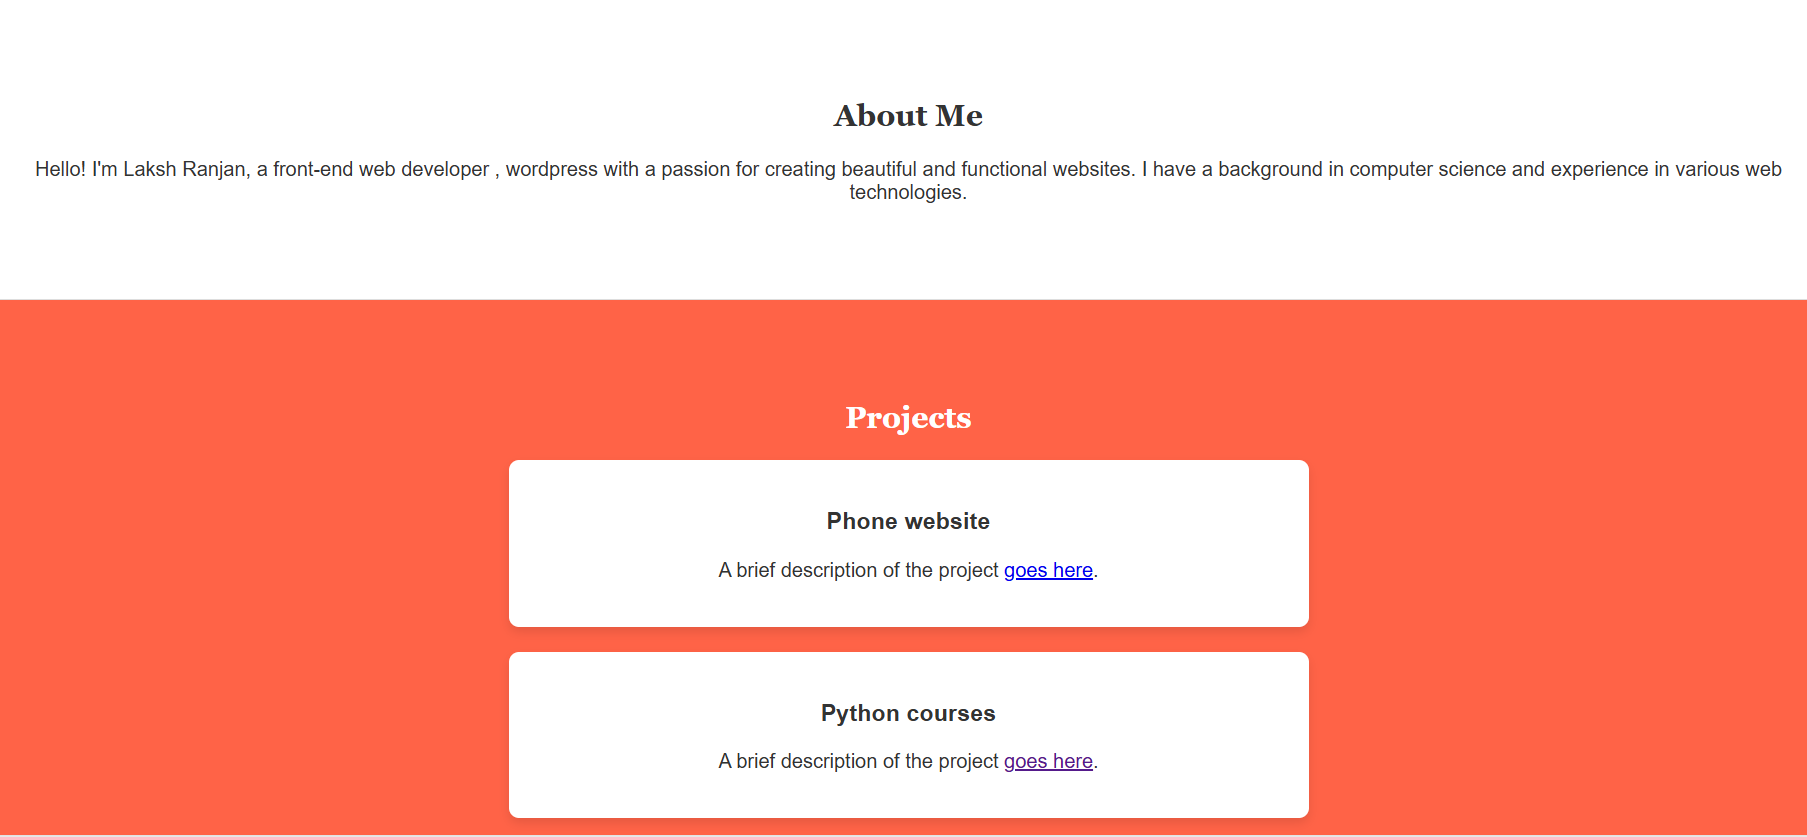 About Me
Hello! I'm Laksh Ranjan, a front-end web developer , wordpress with a passion for creating beautiful and functional websites. I have a background in computer science and experience in various web
technologies.
Projects
Phone website
A brief description of the project goes here.
Python courses
A brief description of the project goes here.